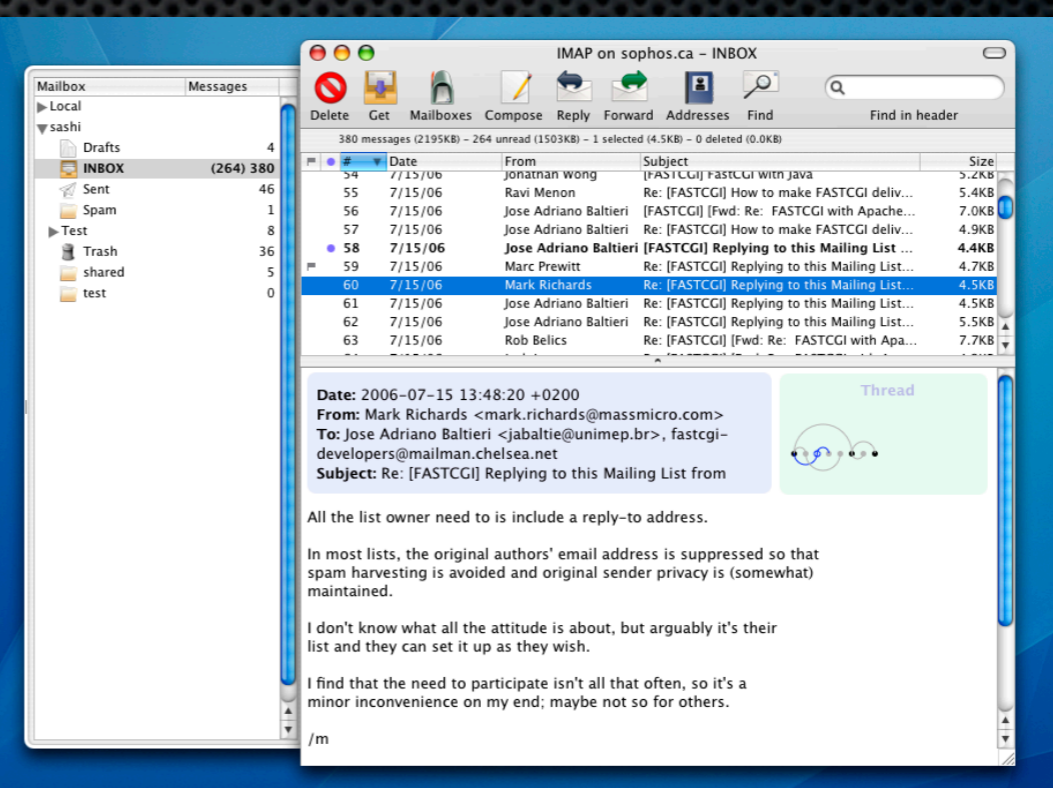 IMAP on sophos.ca – INBOX
Mailbox Messages
Local
sashi
Drafts 4
INBOX (264) 380
Sent 46
Spam 1
Test 8
Trash 36
shared 5
test 0
Delete Get Mailboxes Compose Reply Forward Addresses Find Find in header
380 messages (2195KB) – 264 unread (1503KB) – 1 selected (4.5KB) – 0 deleted (0.0KB)
# Date From Subject Size
54 7/15/06 Jonathan Wong [FASTCGI] FastCGI with Java 5.2KB
55 7/15/06 Ravi Menon Re: [FASTCGI] How to make FASTCGI deliv... 5.4KB
56 7/15/06 Jose Adriano Baltieri [FASTCGI] [Fwd: Re: FASTCGI with Apache... 7.0KB
57 7/15/06 Jose Adriano Baltieri Re: [FASTCGI] How to make FASTCGI deliv... 4.9KB
58 7/15/06 Jose Adriano Baltieri [FASTCGI] Replying to this Mailing List ... 4.4KB
59 7/15/06 Marc Prewitt Re: [FASTCGI] Replying to this Mailing List... 4.7KB
60 7/15/06 Mark Richards Re: [FASTCGI] Replying to this Mailing List... 4.5KB
61 7/15/06 Jose Adriano Baltieri Re: [FASTCGI] Replying to this Mailing List... 4.5KB
62 7/15/06 Jose Adriano Baltieri Re: [FASTCGI] Replying to this Mailing List... 5.5KB
63 7/15/06 Rob Belics Re: [FASTCGI] [Fwd: Re: FASTCGI with Apa... 7.7KB
Date: 2006-07-15 13:48:20 +0200
From: Mark Richards <mark.richards@massmicro.com>
To: Jose Adriano Baltieri <jabaltie@unimep.br>, fastcgi-
developers@mailman.chelsea.net
Subject: Re: [FASTCGI] Replying to this Mailing List from
Thread
All the list owner need to is include a reply-to address.
In most lists, the original authors' email address is suppressed so that
spam harvesting is avoided and original sender privacy is (somewhat)
maintained.
I don't know what all the attitude is about, but arguably it's their
list and they can set it up as they wish.
I find that the need to participate isn't all that often, so it's a
minor inconvenience on my end; maybe not so for others.
/m